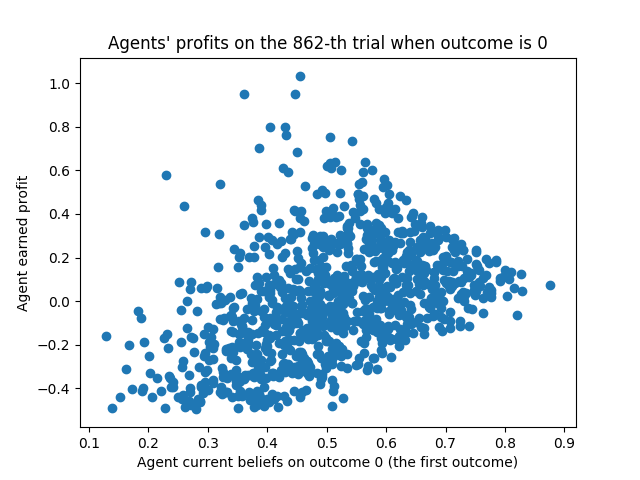 Agents' profits on the 862-th trial when outcome is 0
Agent earned profit
1.0
0.8
0.6
0.4
0.2
0.0
−0.2
−0.4
0.1 0.2 0.3 0.4 0.5 0.6 0.7 0.8 0.9
Agent current beliefs on outcome 0 (the first outcome)